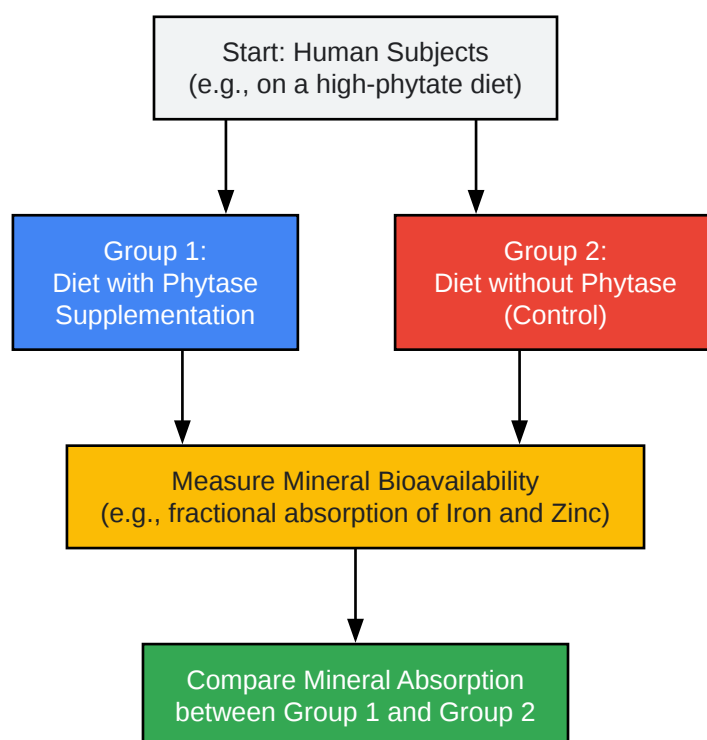 Start: Human Subjects
(e.g., on a high-phytate diet)
Group 1:
Diet with Phytase
Supplementation
Group 2:
Diet without Phytase
(Control)
Measure Mineral Bioavailability
(e.g., fractional absorption of Iron and Zinc)
Compare Mineral Absorption
between Group 1 and Group 2